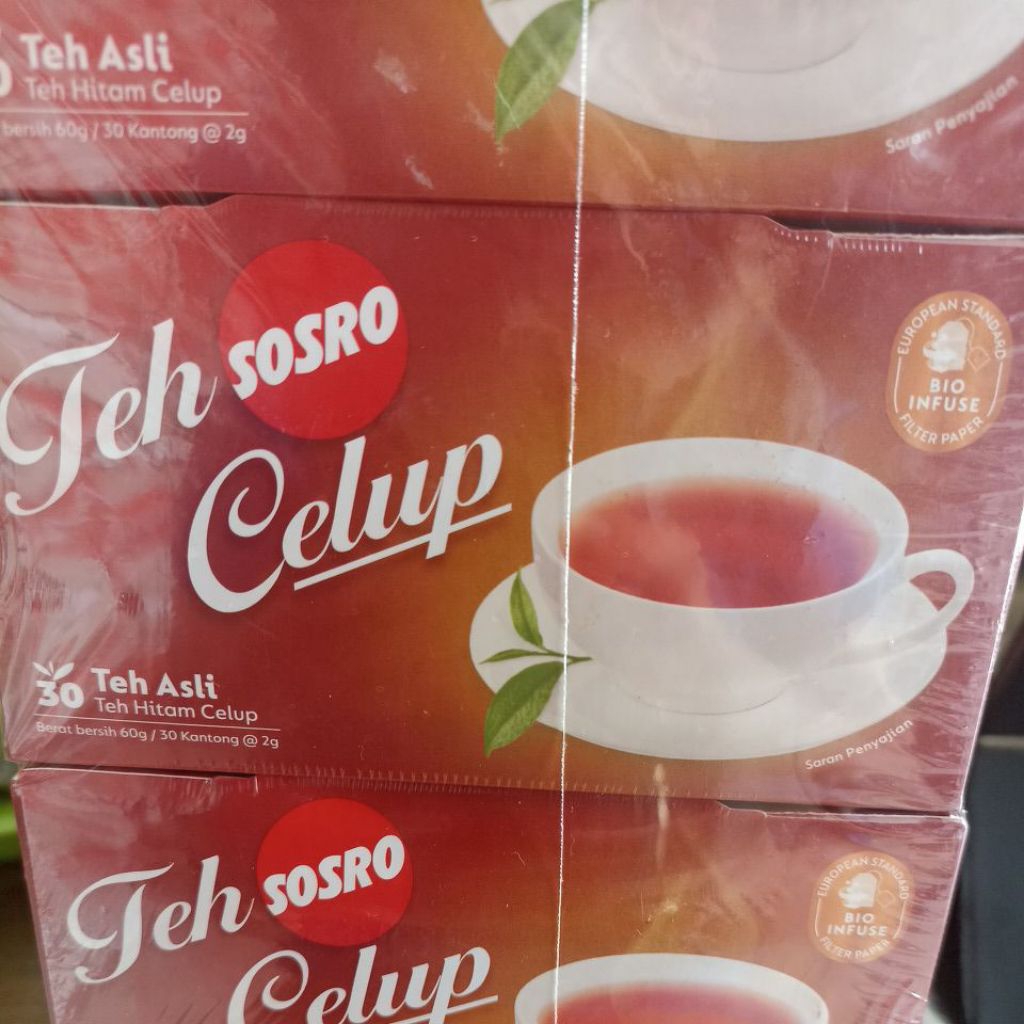 Teh Asli
Teh Hitam Celup
bersih 60g / 30 Kantong @ 2g
Saran Penyajian
Teh SOSRO
Celup
EUROPEAN STANDARD
BIO
INFUSE
FILTER PAPER
30 Teh Asli
Teh Hitam Celup
Berat bersih 60g / 30 Kantong @ 2g
Saran Penyajian
Teh SOSRO
Celup
EUROPEAN STANDARD
BIO
INFUSE
FILTER PAPER